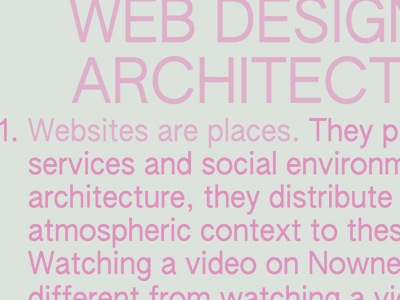 WEB DESIGN
ARCHITECT
1. Websites are places. They p
services and social environm
architecture, they distribute
atmospheric context to thes
Watching a video on Nowne
different from watching a vi